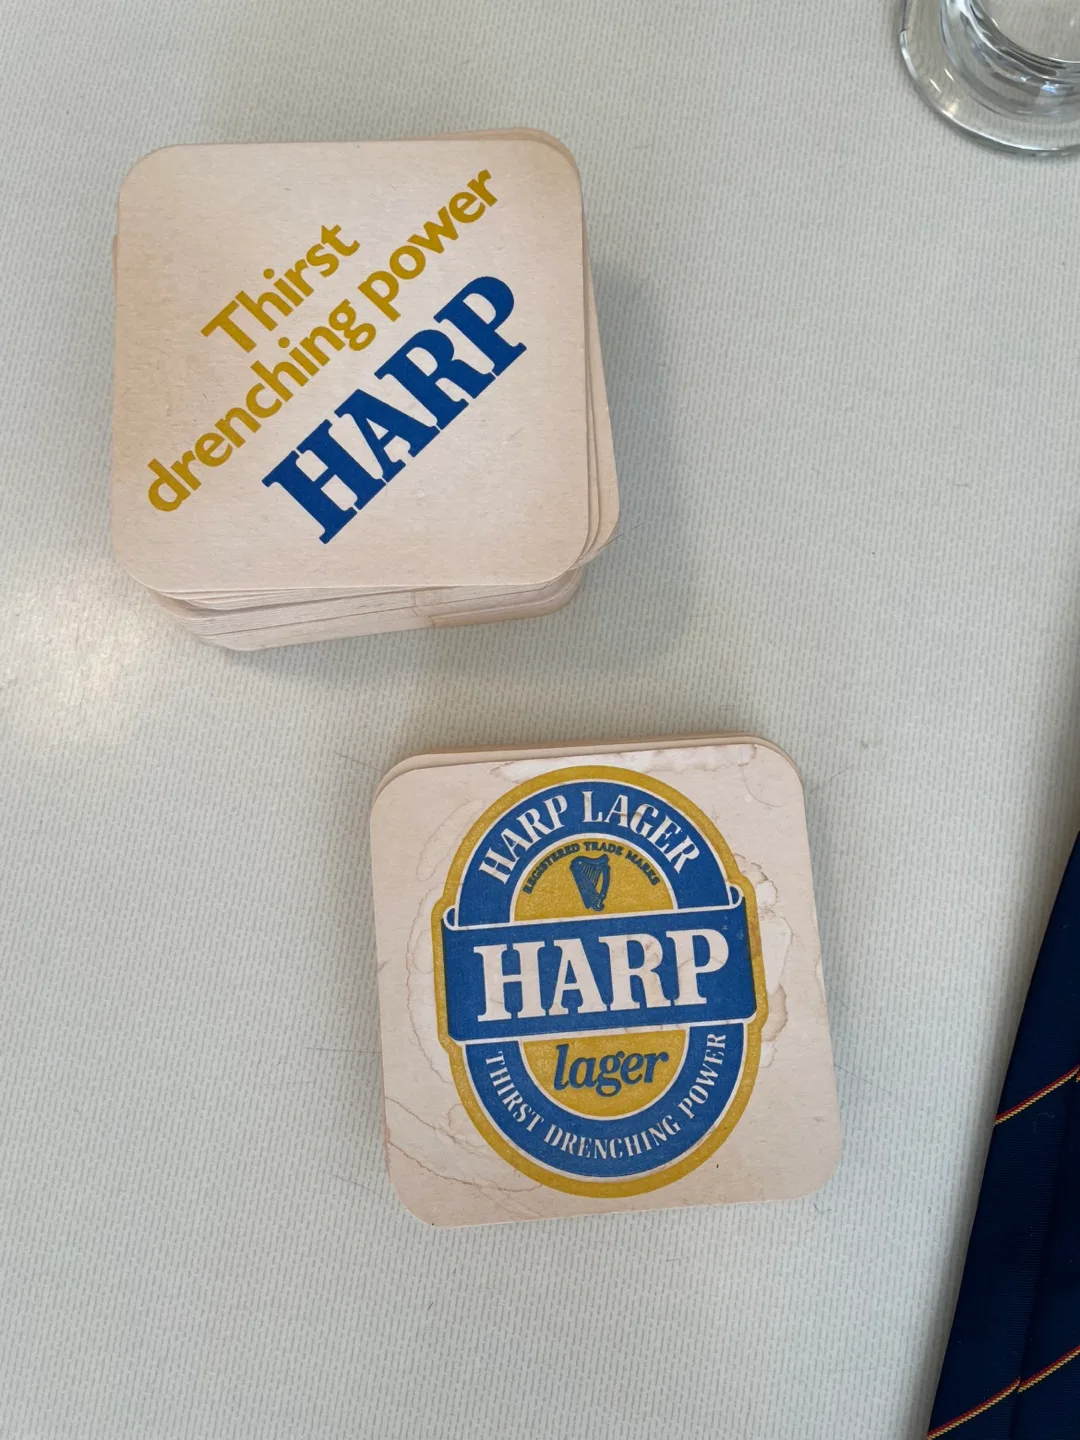 Thirst
drenching power
HARP
HARP LAGER
REGISTERED TRADE MARKS
HARP
lager
THIRST DRENCHING POWER